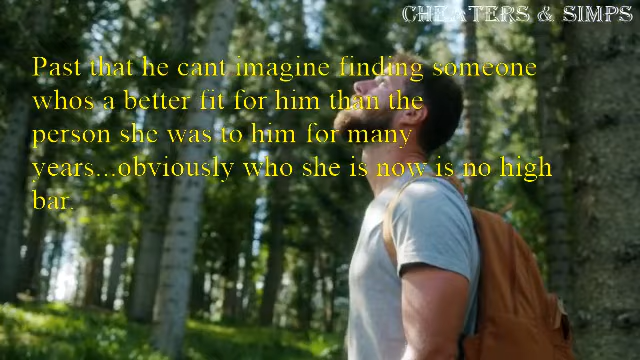 CHEATERS & SIMPS
Past that he cant imagine finding someone
whos a better fit for him than the
person she was to him for many
years...obviously who she is now is no high
bar.